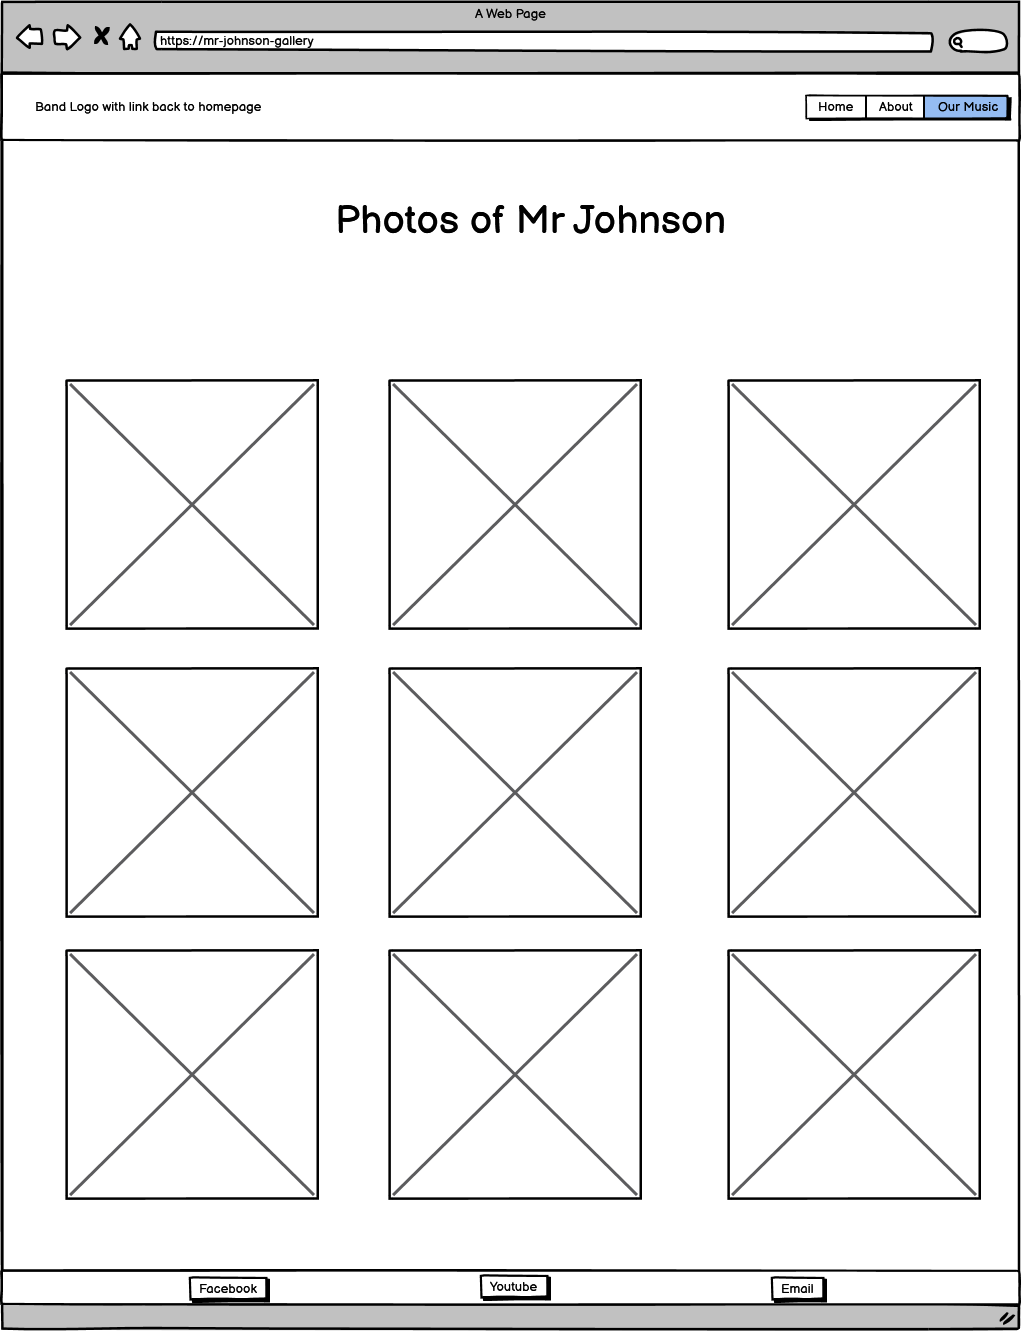 A Web Page
https://mr-johnson-gallery
Band Logo with link back to homepage
Home About Our Music
Photos of Mr Johnson
Facebook Youtube Email